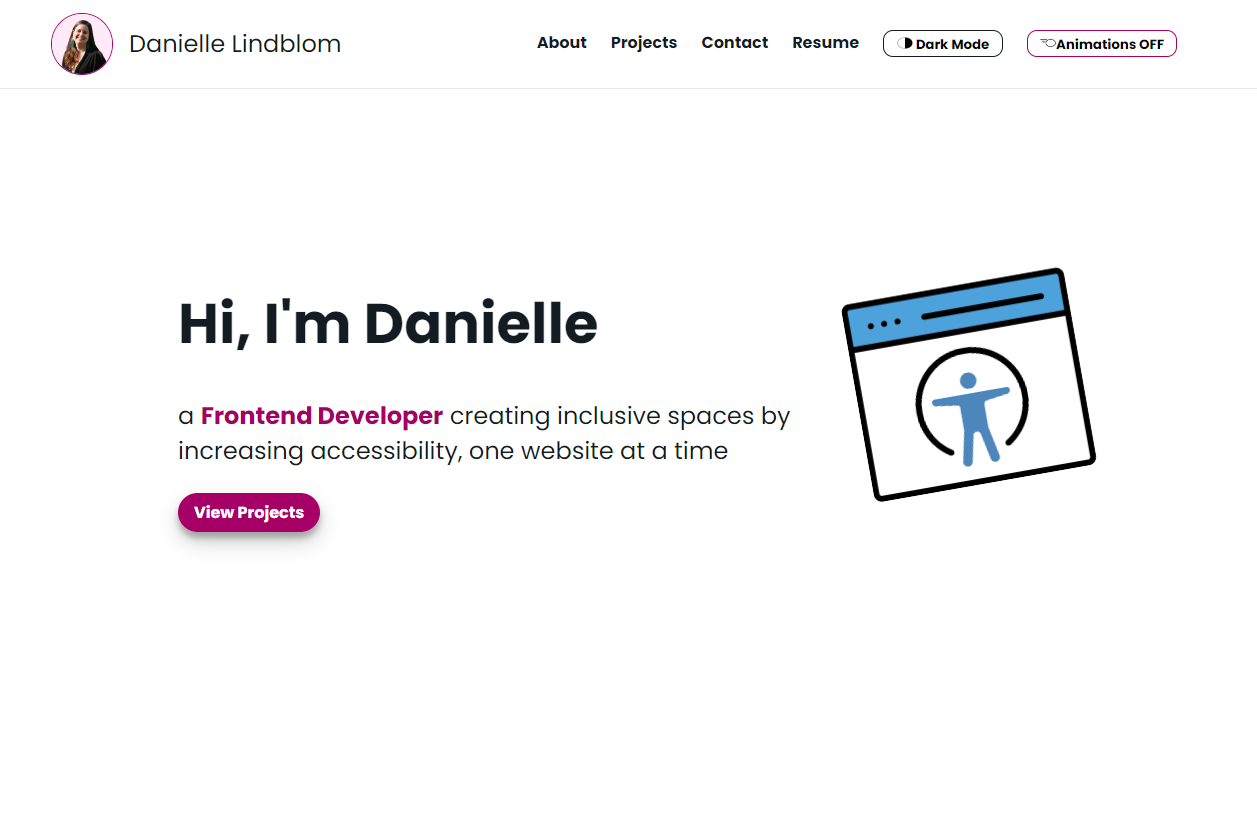 Danielle Lindblom
About
Projects
Contact
Resume
Dark Mode
Animations OFF
Hi, I'm Danielle
a Frontend Developer creating inclusive spaces by
increasing accessibility, one website at a time
View Projects